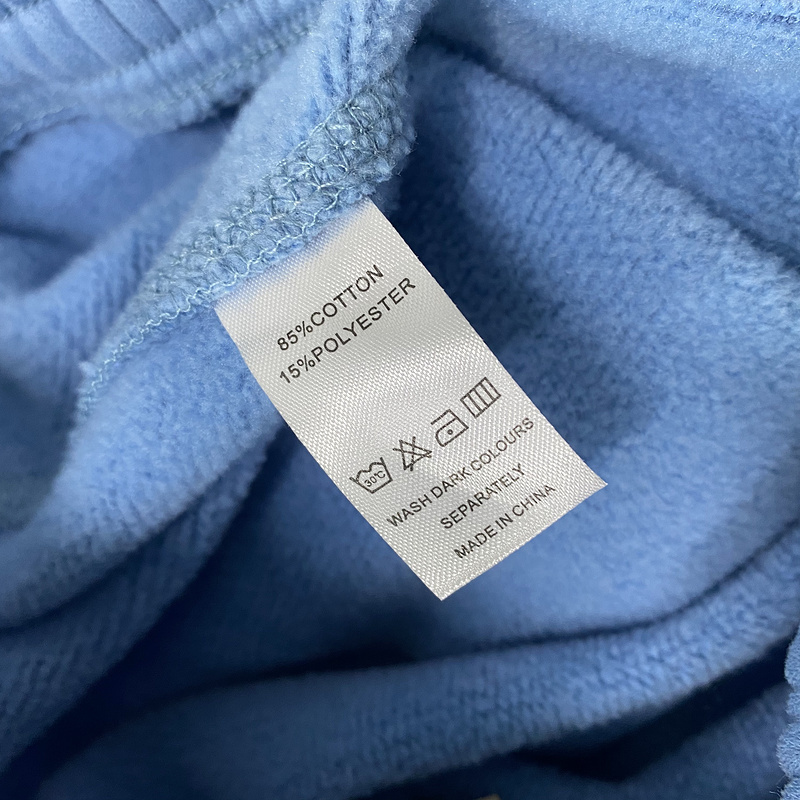 85%COTTON
15%POLYESTER
30℃
WASH DARK COLOURS
SEPARATELY
MADE IN CHINA